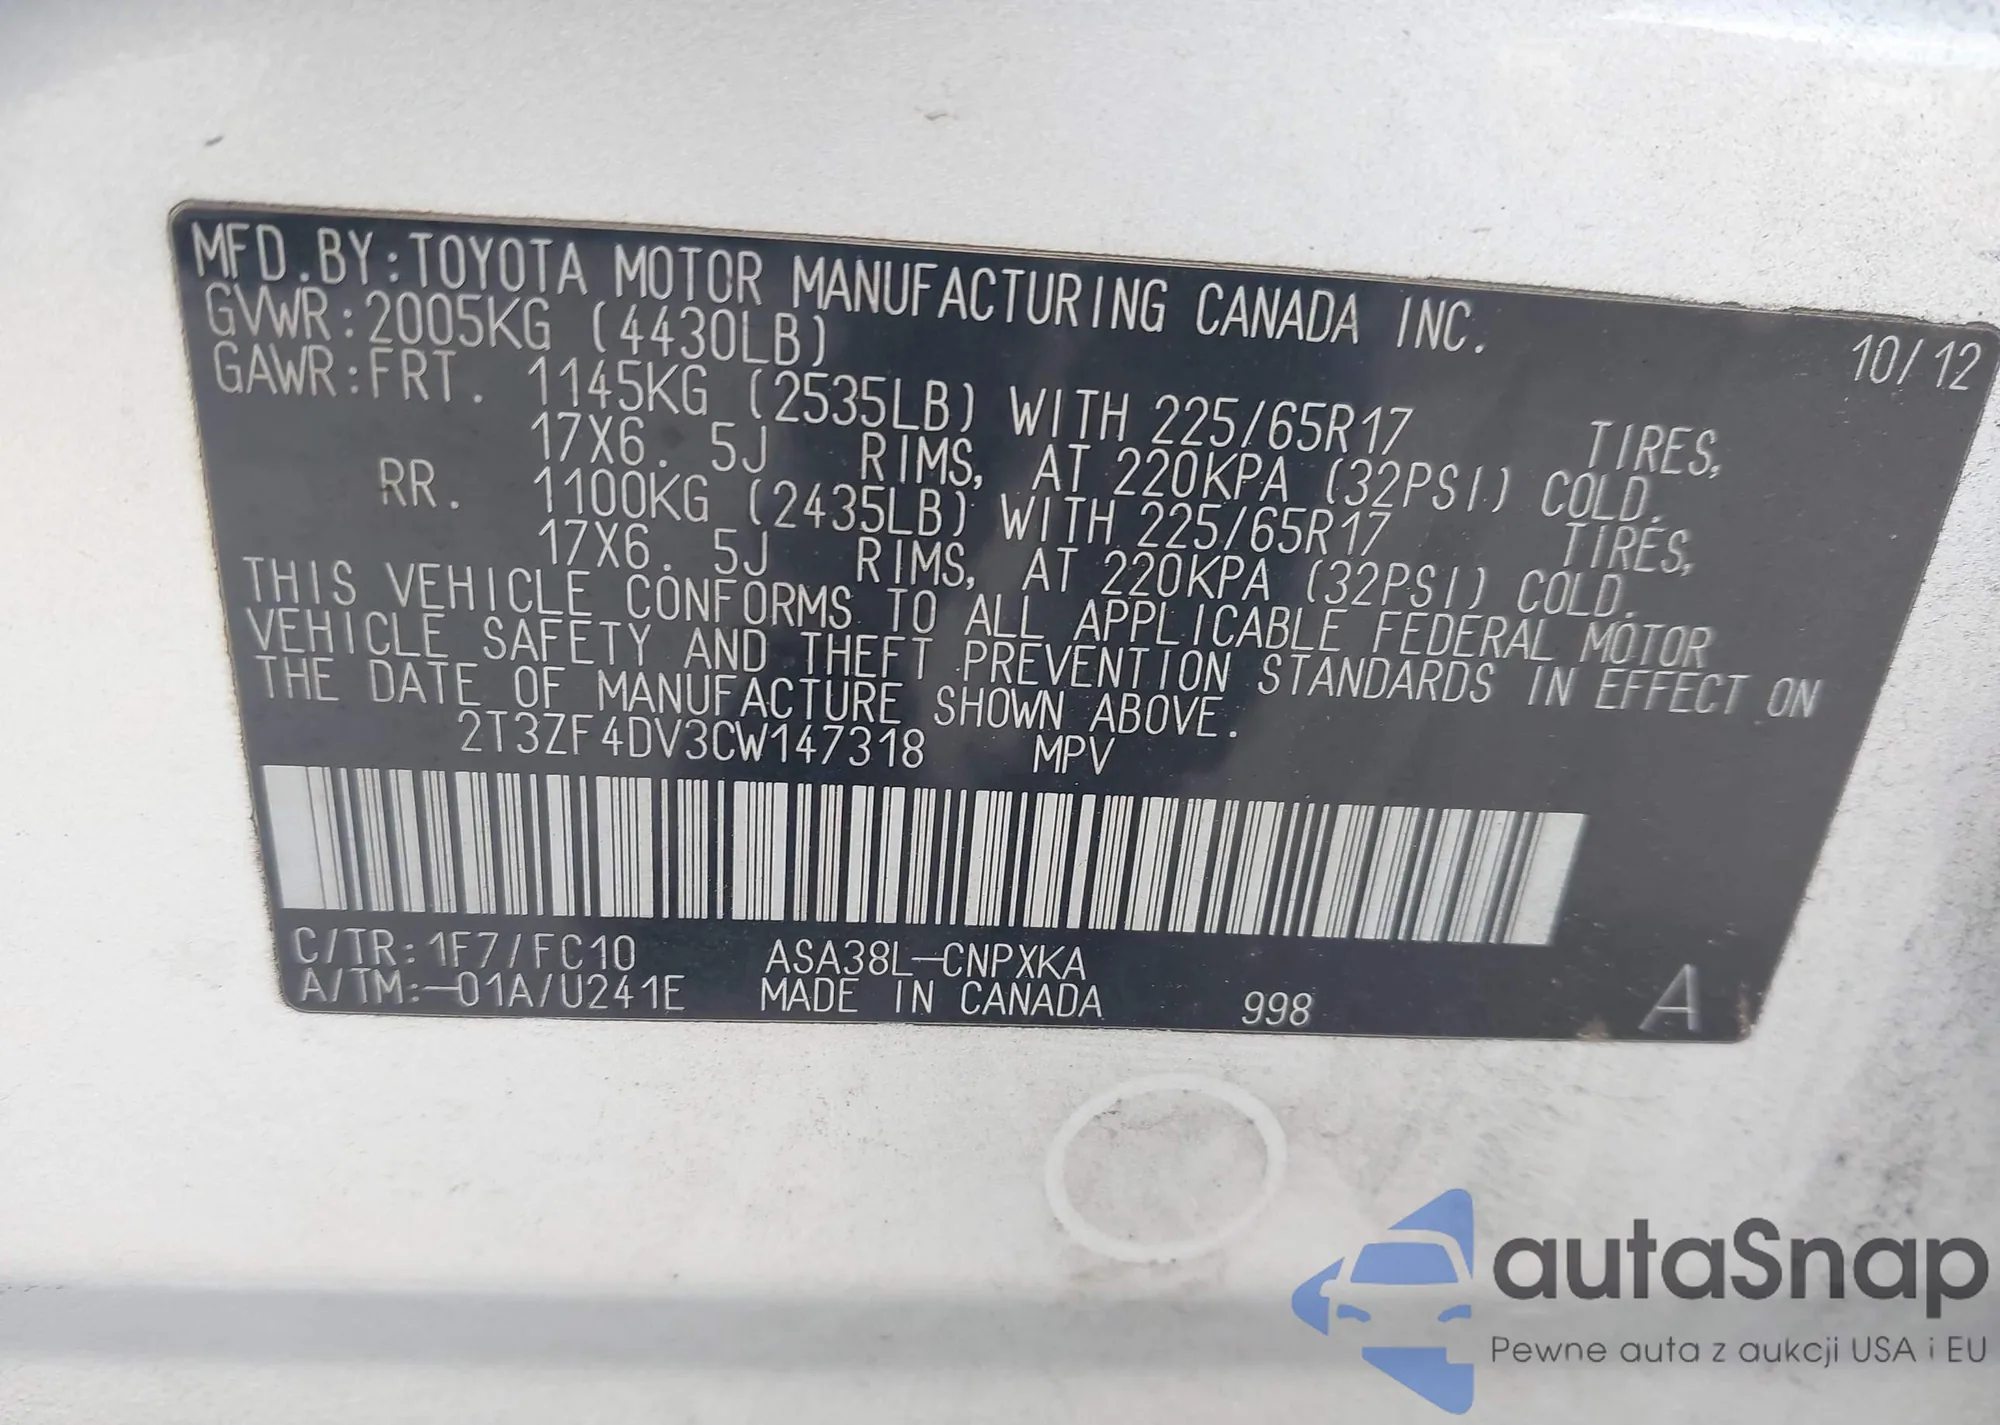 MFD.BY:TOYOTA MOTOR MANUFACTURING CANADA INC.
10/12
GVWR:2005KG (4430LB)
GAWR:FRT. 1145KG (2535LB) WITH 225/65R17 TIRES,
17X6.5J RIMS, AT 220KPA (32PSI) COLD.
RR. 1100KG (2435LB) WITH 225/65R17 TIRES,
17X6.5J RIMS, AT 220KPA (32PSI) COLD.
THIS VEHICLE CONFORMS TO ALL APPLICABLE FEDERAL MOTOR
VEHICLE SAFETY AND THEFT PREVENTION STANDARDS IN EFFECT ON
THE DATE OF MANUFACTURE SHOWN ABOVE.
2T3ZF4DV3CW147318 MPV
C/TR:1F7/FC10 ASA38L-CNPXKA
A/TM:-01A/U241E MADE IN CANADA 998 A
autaSnap
Pewne auta z aukcji USA i EU